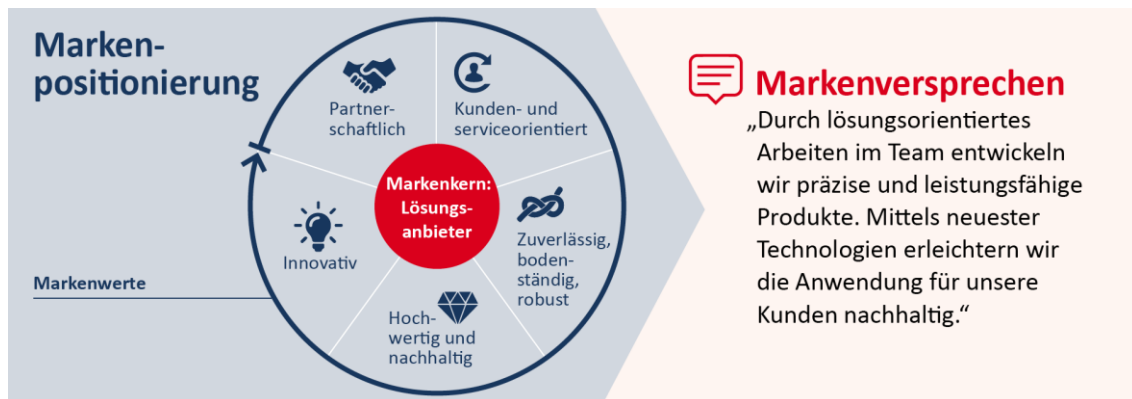 Marken-
positionierung
Partner-
schaftlich
Kunden- und
serviceorientiert
Markenkern:
Lösungs-
anbieter
Zuverlässig,
boden-
ständig,
robust
Innovativ
Hoch-
wertig und
nachhaltig
Markenwerte
Markenversprechen
„Durch lösungsorientiertes
Arbeiten im Team entwickeln
wir präzise und leistungsfähige
Produkte. Mittels neuester
Technologien erleichtern wir
die Anwendung für unsere
Kunden nachhaltig.“